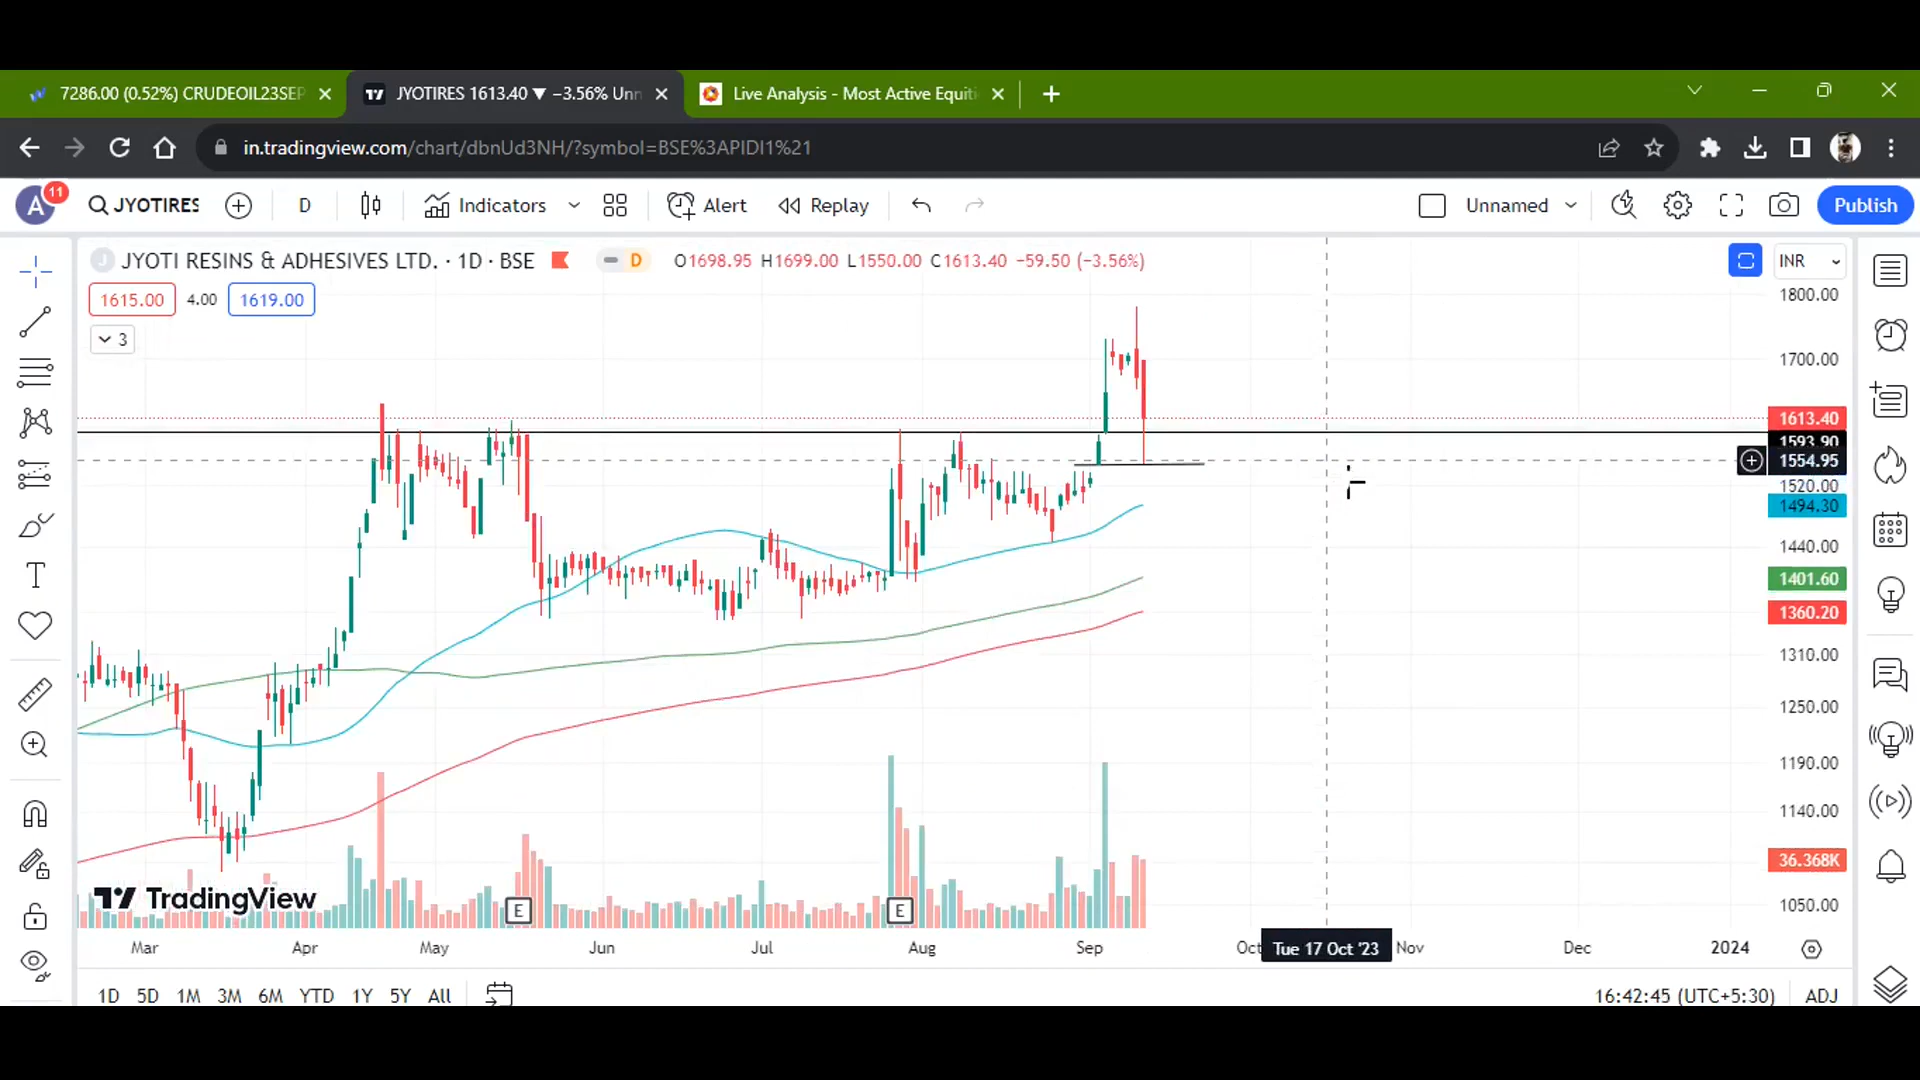 7286.00 (0.52%) CRUDEOIL23SEP
JYOTIRES 1613.40 ▼ −3.56% Unn
Live Analysis - Most Active Equiti
in.tradingview.com/chart/dbnUd3NH/?symbol=BSE%3APIDI1%21
A 11 JYOTIRES D Indicators Alert Replay Unnamed Publish
J JYOTI RESINS & ADHESIVES LTD. · 1D · BSE D O1698.95 H1699.00 L1550.00 C1613.40 −59.50 (−3.56%) INR
1615.00 4.00 1619.00
3
1800.00
1700.00
1613.40
1593.90
1554.95
1520.00
1494.30
1440.00
1401.60
1360.20
1310.00
1250.00
1190.00
1140.00
36.368K
1050.00
TradingView
E E
Mar Apr May Jun Jul Aug Sep Oct Tue 17 Oct '23 Nov Dec 2024
1D 5D 1M 3M 6M YTD 1Y 5Y All 16:42:45 (UTC+5:30) ADJ